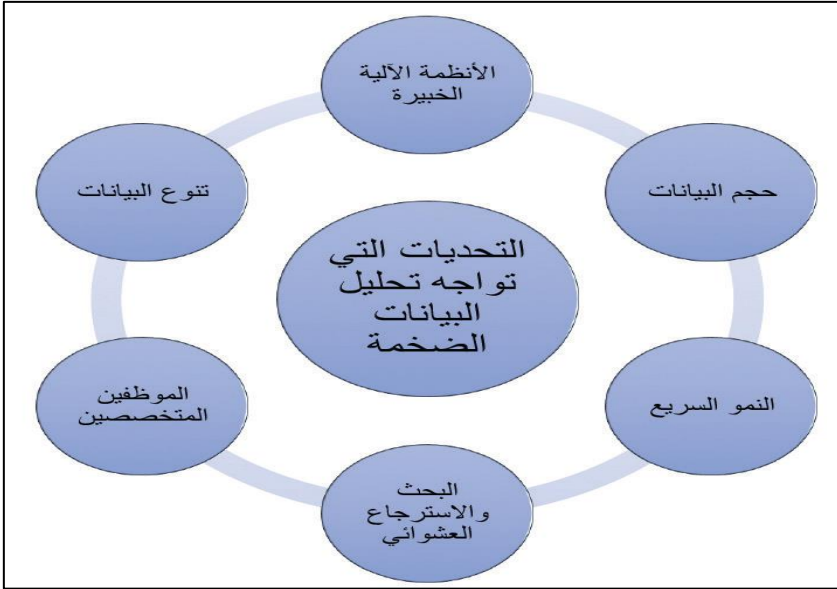 الأنظمة الآلية
الخبيرة
حجم البيانات
تنوع البيانات
التحديات التي
تواجه تحليل
البيانات
الضخمة
النمو السريع
الموظفين
المتخصصين
البحث
والاسترجاع
العشوائي